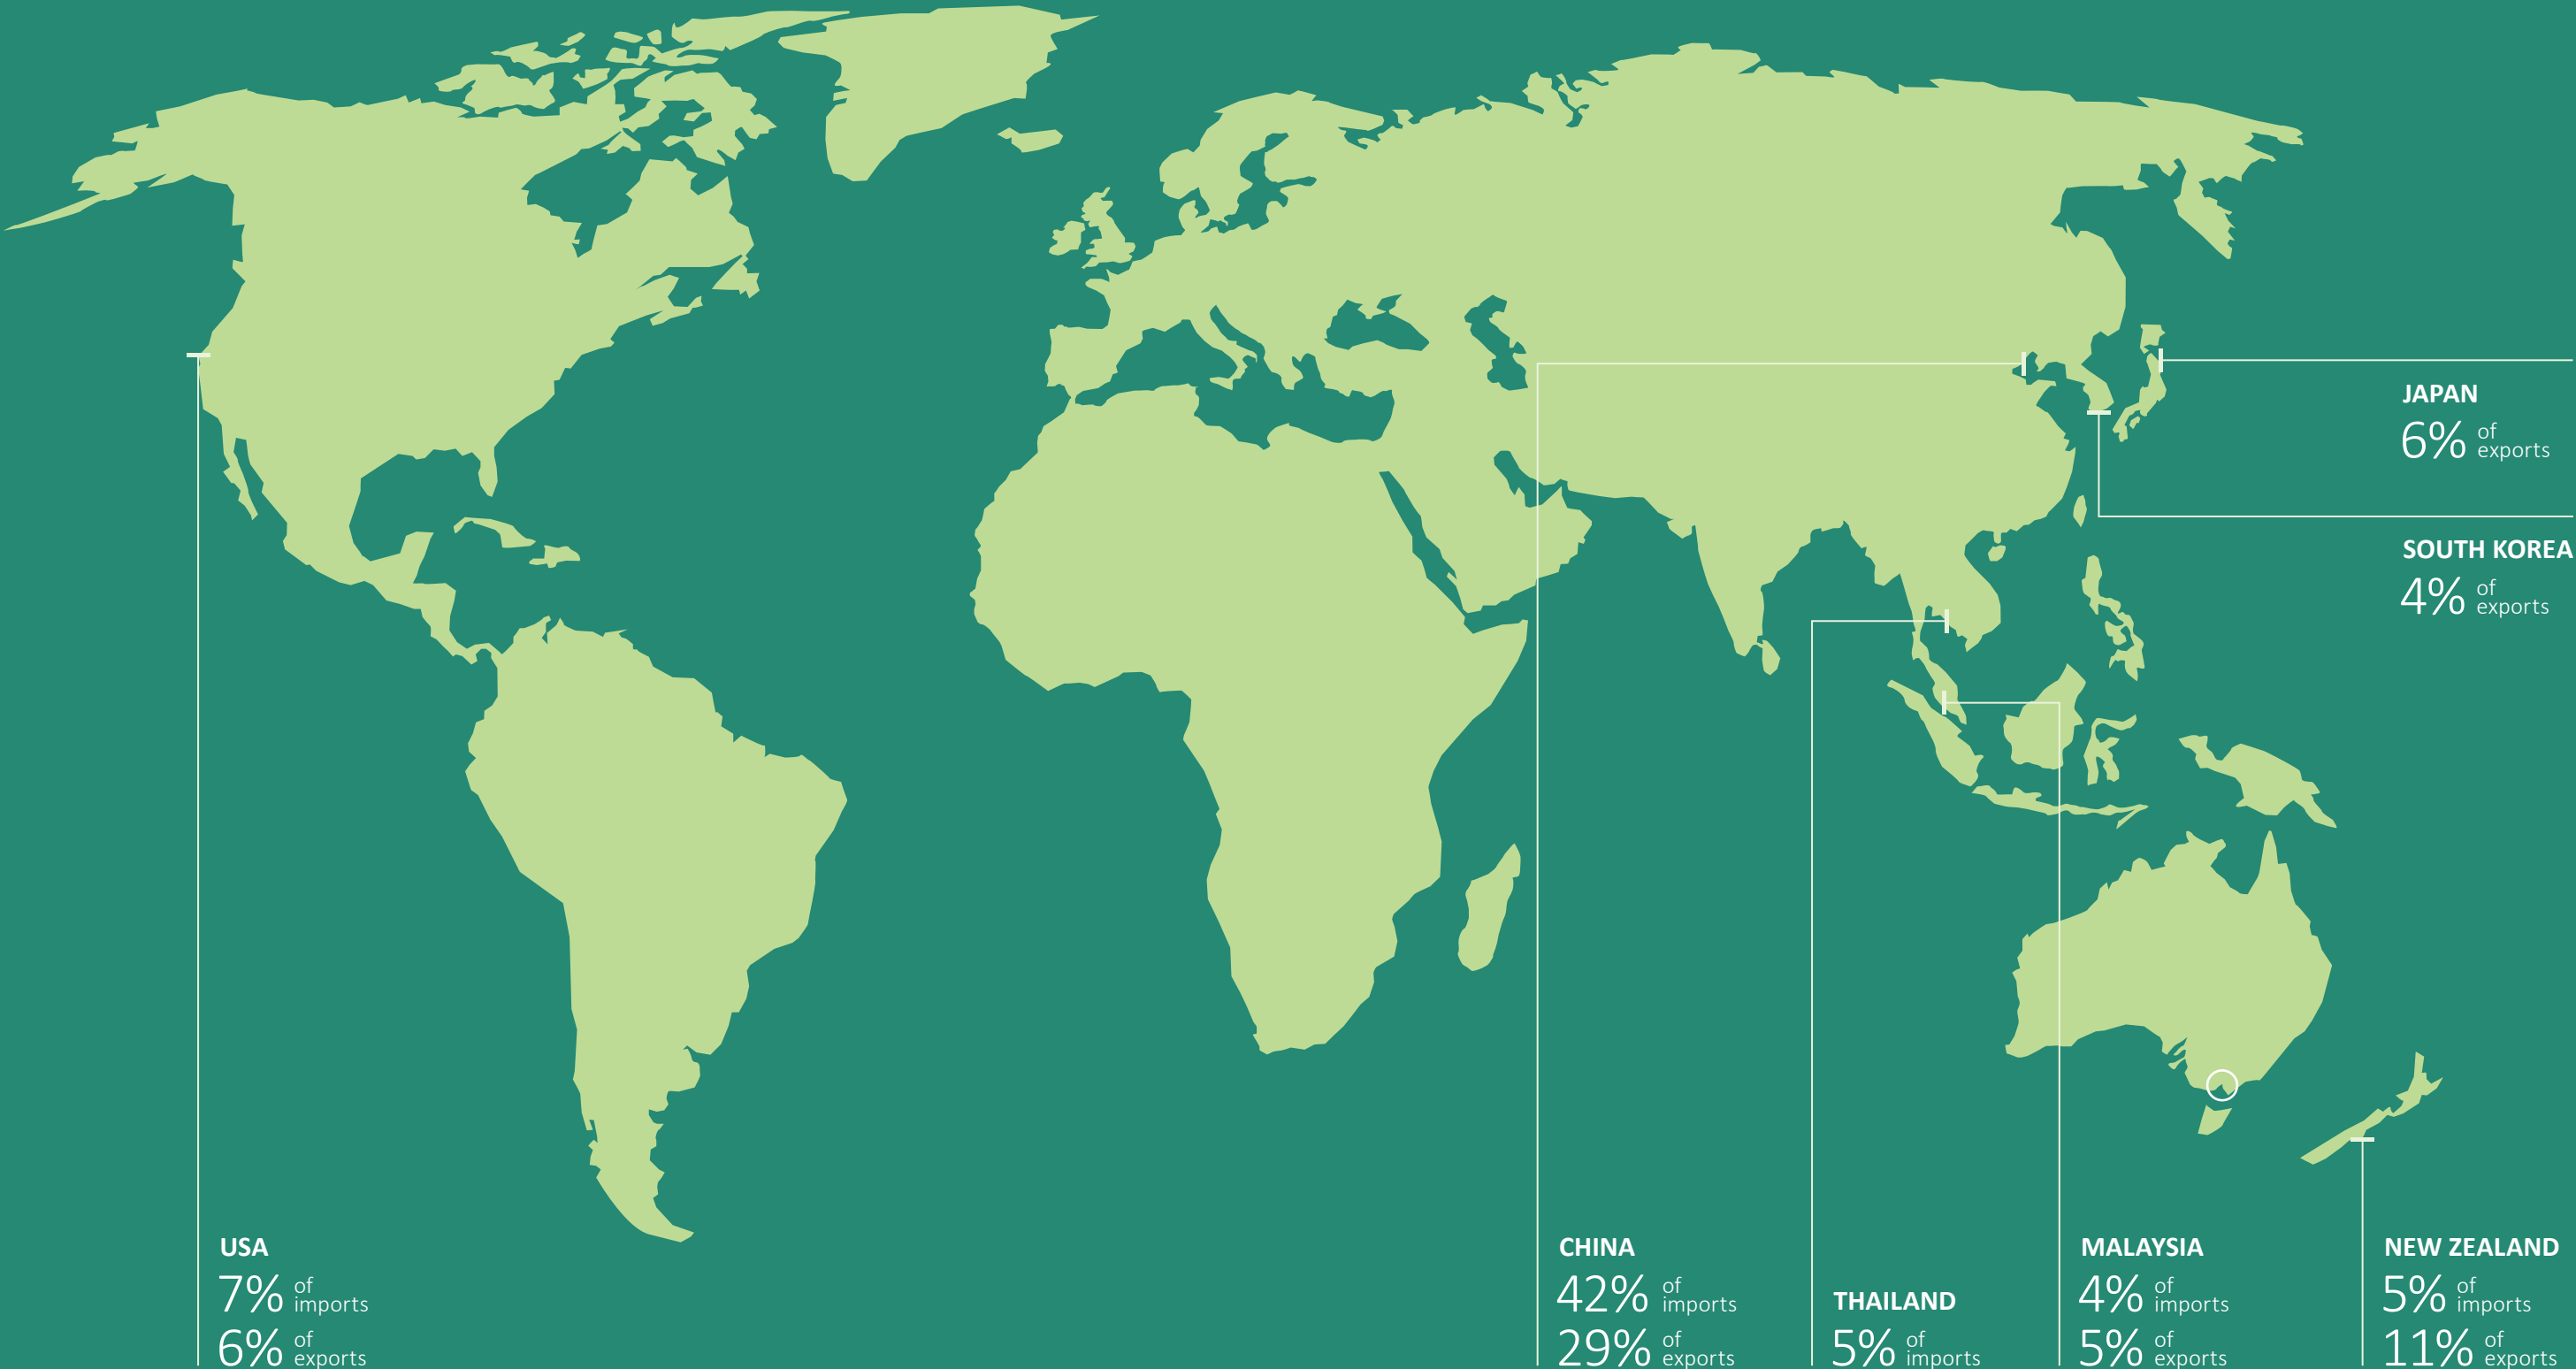 JAPAN
6% of exports
SOUTH KOREA
4% of exports
USA
7% of imports
6% of exports
CHINA
42% of imports
29% of exports
THAILAND
5% of imports
MALAYSIA
4% of imports
5% of exports
NEW ZEALAND
5% of imports
11% of exports